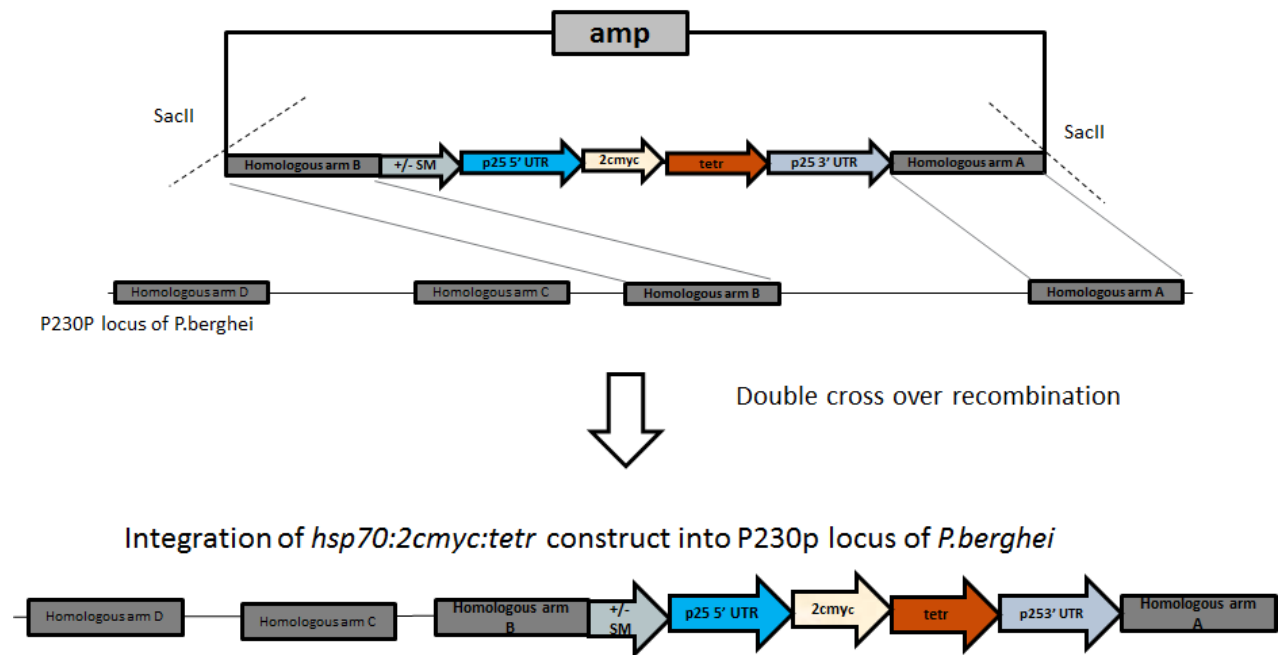 amp
SacII
SacII
Homologous arm B
+/- SM
p25 5' UTR
2cmyc
tetr
p25 3' UTR
Homologous arm A
Homologous arm D
Homologous arm C
Homologous arm B
Homologous arm A
P230P locus of P.berghei
Double cross over recombination
Integration of hsp70:2cmyc:tetr construct into P230p locus of P.berghei
Homologous arm D
Homologous arm C
Homologous arm
B
+/-
SM
p25 5' UTR
2cmyc
tetr
p253' UTR
Homologous arm
A